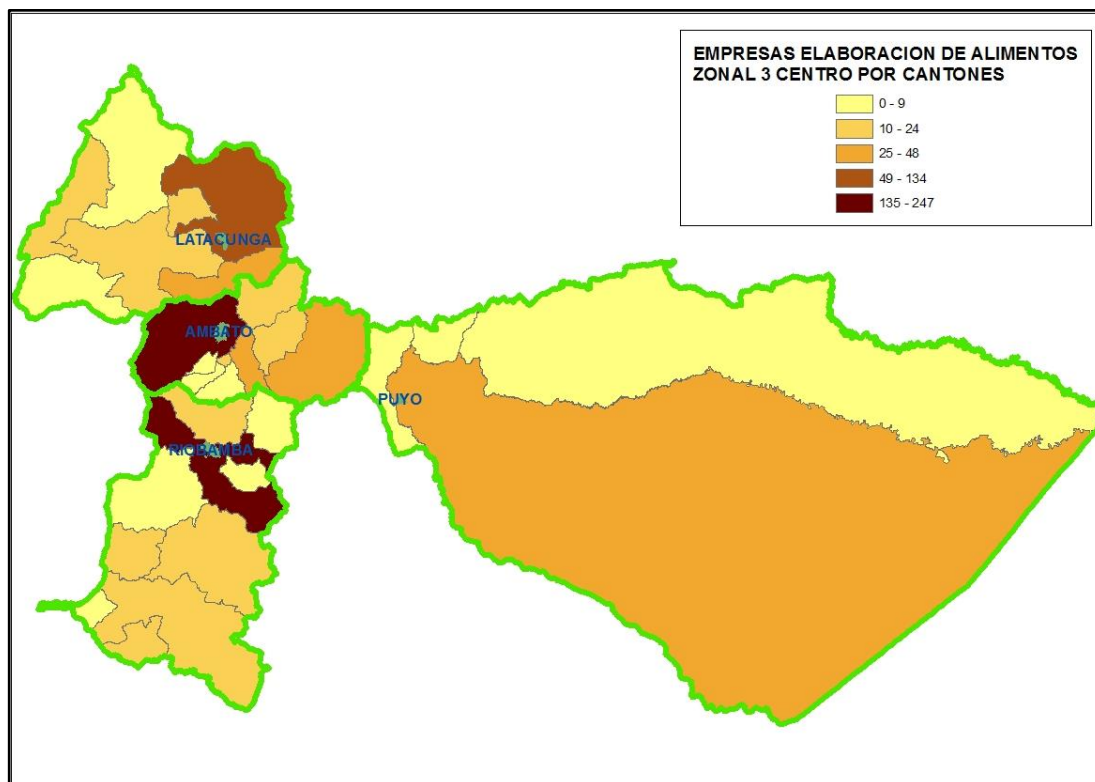 EMPRESAS ELABORACION DE ALIMENTOS
ZONAL 3 CENTRO POR CANTONES
0 - 9
10 - 24
25 - 48
49 - 134
135 - 247
LATACUNGA
AMBATO
PUYO
RIOBAMBA